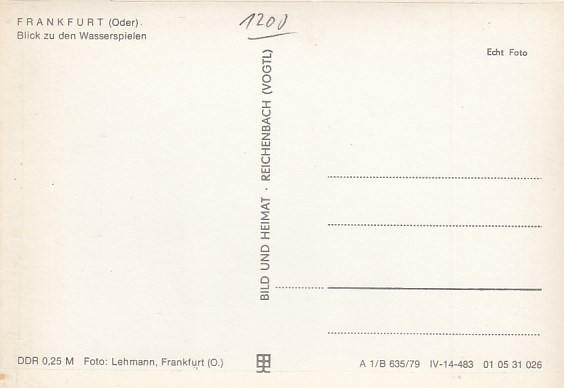 FRANKFURT (Oder).
Blick zu den Wasserspielen
1200
Echt Foto
BILD UND HEIMAT · REICHENBACH (VOGTL)
DDR 0,25 M Foto: Lehmann, Frankfurt (O.)
A 1/B 635/79 IV-14-483 01 05 31 026